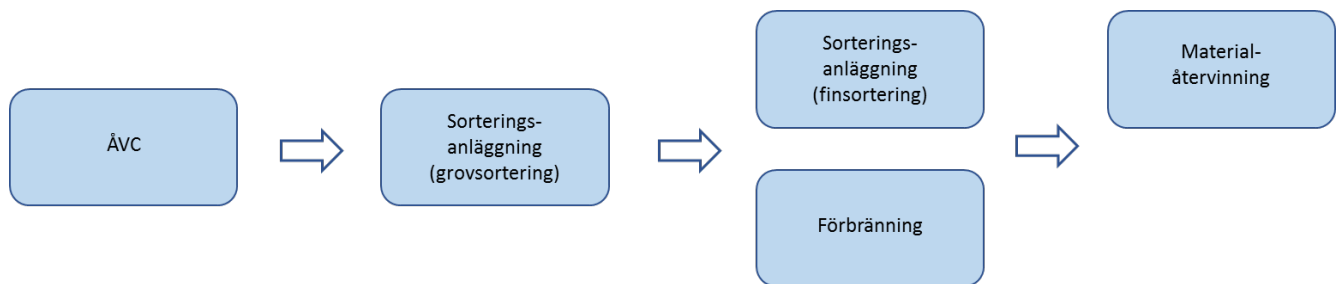 ÅVC
Sorterings-
anläggning
(grovsortering)
Sorterings-
anläggning
(finsortering)
Förbränning
Material-
återvinning